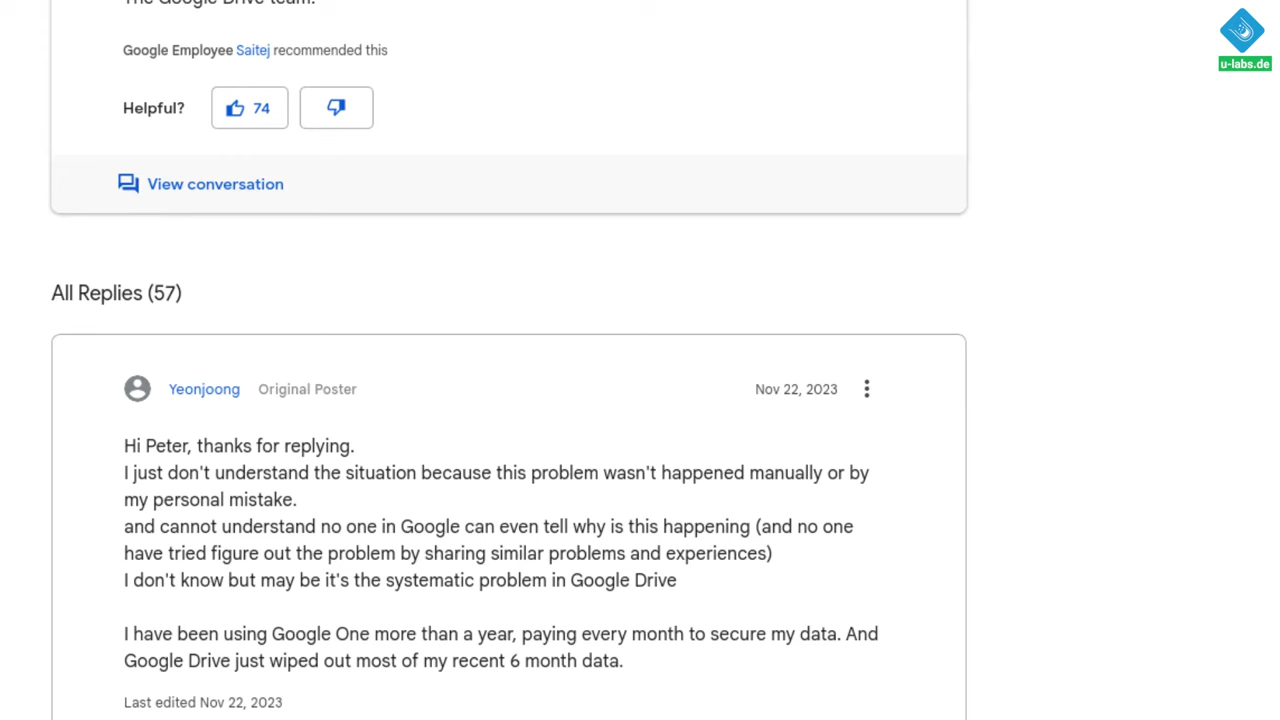 The Google Drive team.
u-labs.de
Google Employee Saitej recommended this
Helpful? 74
View conversation
All Replies (57)
Yeonjoong Original Poster Nov 22, 2023
Hi Peter, thanks for replying.
I just don't understand the situation because this problem wasn't happened manually or by
my personal mistake.
and cannot understand no one in Google can even tell why is this happening (and no one
have tried figure out the problem by sharing similar problems and experiences)
I don't know but may be it's the systematic problem in Google Drive
I have been using Google One more than a year, paying every month to secure my data. And
Google Drive just wiped out most of my recent 6 month data.
Last edited Nov 22, 2023